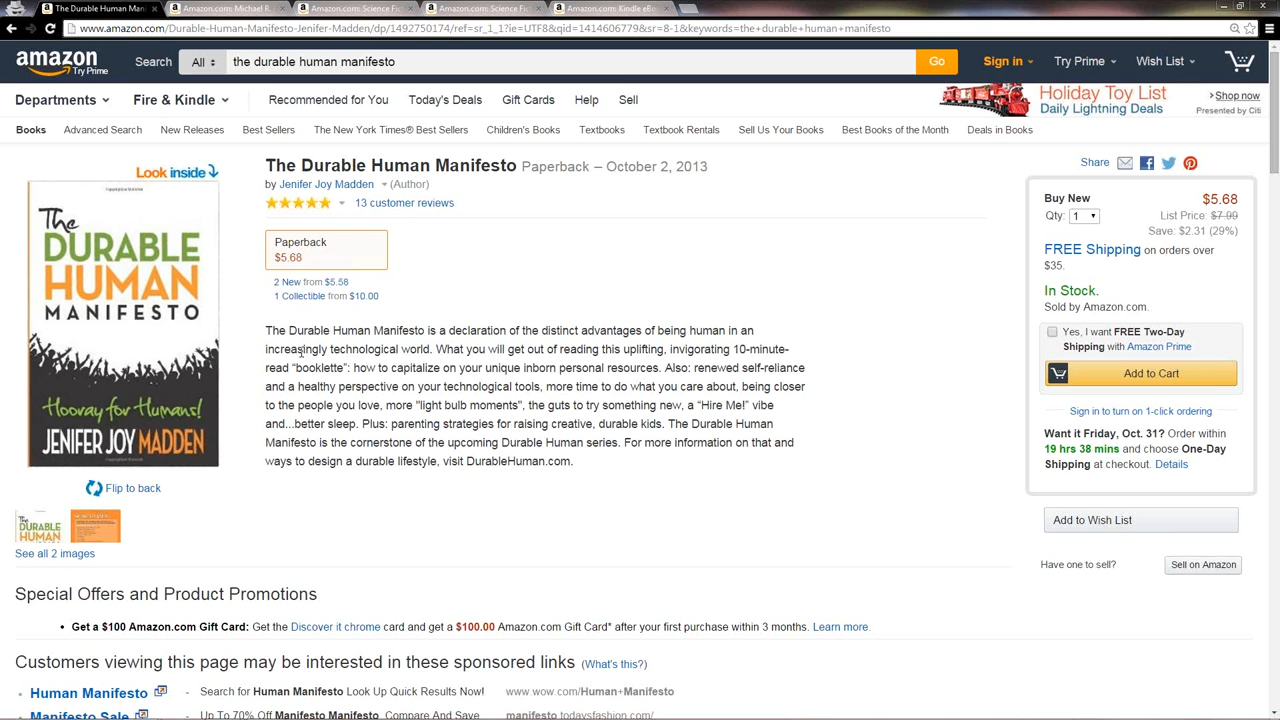 The Durable Human Man
Amazon.com: Michael R.
Amazon.com: Science Fic
Amazon.com: Science Fic
Amazon.com: Kindle eBo
www.amazon.com/Durable-Human-Manifesto-Jenifer-Madden/dp/1492750174/ref=sr_1_1?ie=UTF8&qid=1414606779&sr=8-1&keywords=the+durable+human+manifesto
amazon Try Prime
Search All the durable human manifesto Go
Sign in Try Prime Wish List
Departments Fire & Kindle Recommended for You Today's Deals Gift Cards Help Sell
Holiday Toy List
Daily Lightning Deals
Shop now
Presented by Citi
Books Advanced Search New Releases Best Sellers The New York Times® Best Sellers Children's Books Textbooks Textbook Rentals Sell Us Your Books Best Books of the Month Deals in Books
Look inside
The
DURABLE
HUMAN
MANIFESTO
Hooray for Humans!
JENIFER JOY MADDEN
Flip to back
The
DURABLE
HUMAN
See all 2 images
The Durable Human Manifesto Paperback – October 2, 2013
by Jenifer Joy Madden (Author)
13 customer reviews
Paperback
$5.68
2 New from $5.58
1 Collectible from $10.00
The Durable Human Manifesto is a declaration of the distinct advantages of being human in an
increasingly technological world. What you will get out of reading this uplifting, invigorating 10-minute-
read “booklette”: how to capitalize on your unique inborn personal resources. Also: renewed self-reliance
and a healthy perspective on your technological tools, more time to do what you care about, being closer
to the people you love, more "light bulb moments", the guts to try something new, a “Hire Me!” vibe
and...better sleep. Plus: parenting strategies for raising creative, durable kids. The Durable Human
Manifesto is the cornerstone of the upcoming Durable Human series. For more information on that and
ways to design a durable lifestyle, visit DurableHuman.com.
Share
Buy New $5.68
Qty: 1 List Price: $7.99
Save: $2.31 (29%)
FREE Shipping on orders over
$35.
In Stock.
Sold by Amazon.com.
Yes, I want FREE Two-Day
Shipping with Amazon Prime
Add to Cart
Sign in to turn on 1-click ordering
Want it Friday, Oct. 31? Order within
19 hrs 38 mins and choose One-Day
Shipping at checkout. Details
Add to Wish List
Have one to sell? Sell on Amazon
Special Offers and Product Promotions
• Get a $100 Amazon.com Gift Card: Get the Discover it chrome card and get a $100.00 Amazon.com Gift Card* after your first purchase within 3 months. Learn more.
Customers viewing this page may be interested in these sponsored links (What's this?)
• Human Manifesto - Search for Human Manifesto Look Up Quick Results Now! www.wow.com/Human+Manifesto
Manifesto Sale - Up To 70% Off Manifesto Manifesto. Compare And Save manifesto.todaysfashion.com/